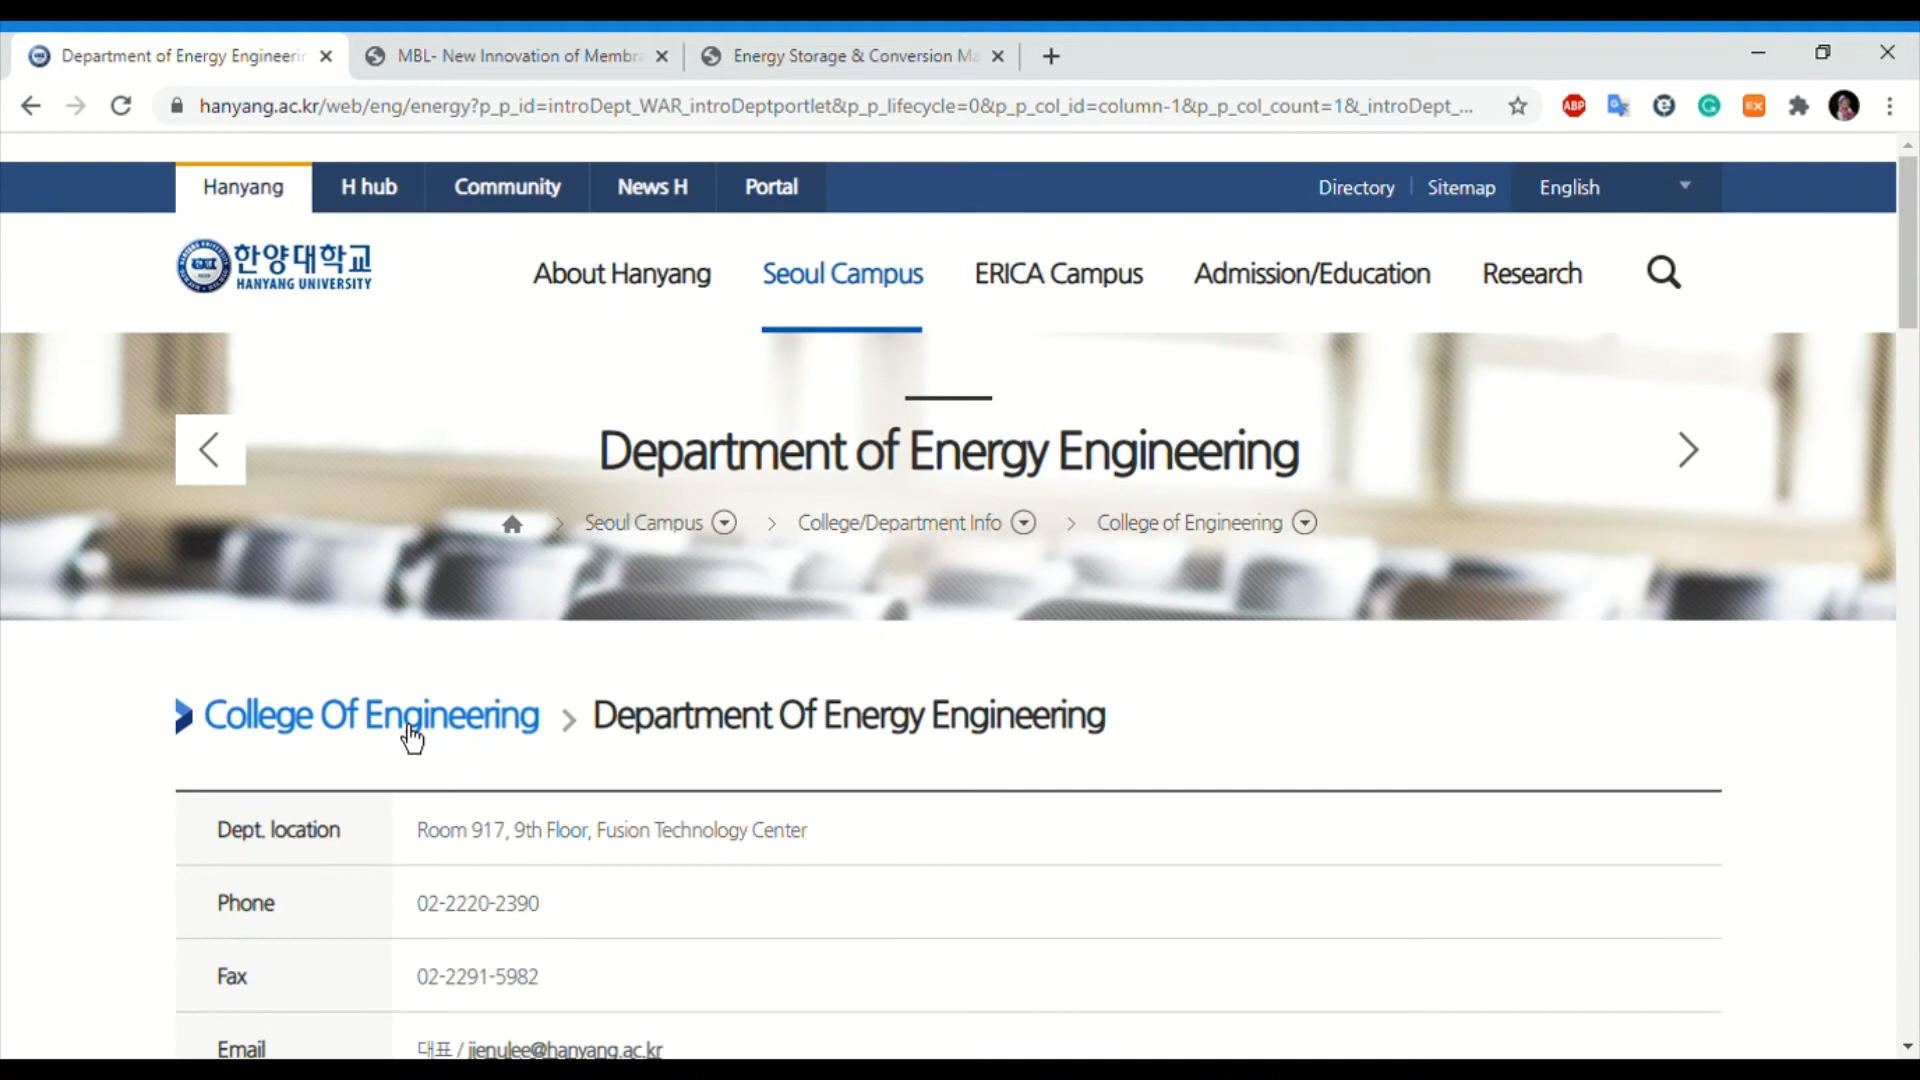 Department of Energy Engineerin
MBL- New Innovation of Membra
Energy Storage & Conversion Ma
hanyang.ac.kr/web/eng/energy?p_p_id=introDept_WAR_introDeptportlet&p_p_lifecycle=0&p_p_col_id=column-1&p_p_col_count=1&_introDept_...
ABP
Hanyang
H hub
Community
News H
Portal
Directory
Sitemap
English
한양대학교
HANYANG UNIVERSITY
About Hanyang
Seoul Campus
ERICA Campus
Admission/Education
Research
Department of Energy Engineering
Seoul Campus
College/Department Info
College of Engineering
College Of Engineering > Department Of Energy Engineering
Dept. location
Room 917, 9th Floor, Fusion Technology Center
Phone
02-2220-2390
Fax
02-2291-5982
Email
대표 / jienulee@hanyang.ac.kr